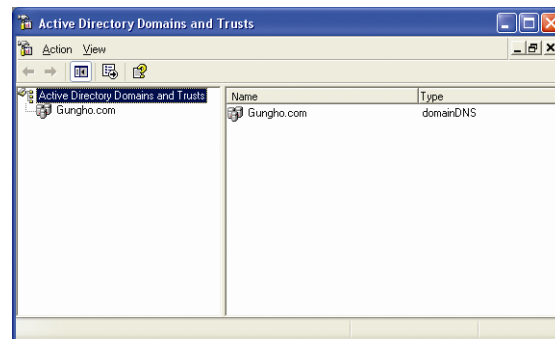 Active Directory Domains and Trusts
Action View
Active Directory Domains and Trusts
Gungho.com
Name Type
Gungho.com domainDNS